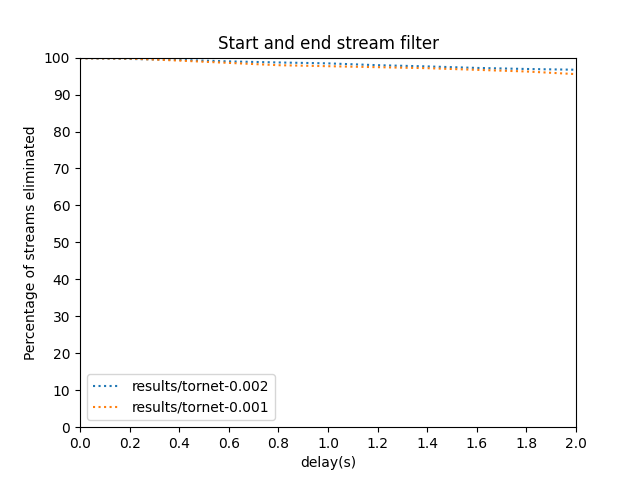 Start and end stream filter
Percentage of streams eliminated
100
90
80
70
60
50
40
30
20
10
0
results/tornet-0.002
results/tornet-0.001
0.0 0.2 0.4 0.6 0.8 1.0 1.2 1.4 1.6 1.8 2.0
delay(s)